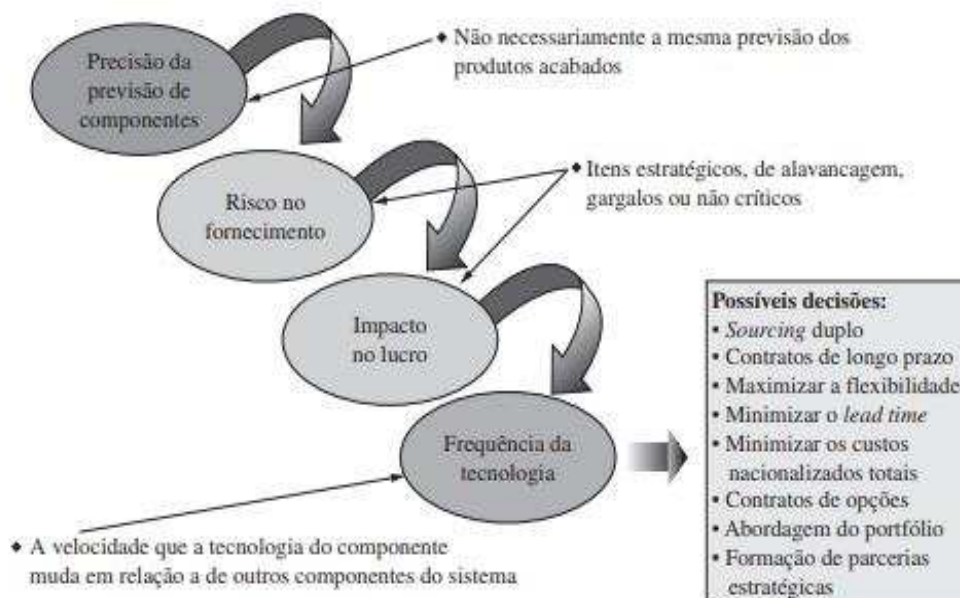 Precisão da
previsão de
componentes
◆ Não necessariamente a mesma previsão dos
produtos acabados
Risco no
fornecimento
◆ Itens estratégicos, de alavancagem,
gargalos ou não críticos
Impacto
no lucro
Frequência da
tecnologia
◆ A velocidade que a tecnologia do componente
muda em relação a de outros componentes do sistema
Possíveis decisões:
• Sourcing duplo
• Contratos de longo prazo
• Maximizar a flexibilidade
• Minimizar o lead time
• Minimizar os custos
nacionalizados totais
• Contratos de opções
• Abordagem do portfólio
• Formação de parcerias
estratégicas